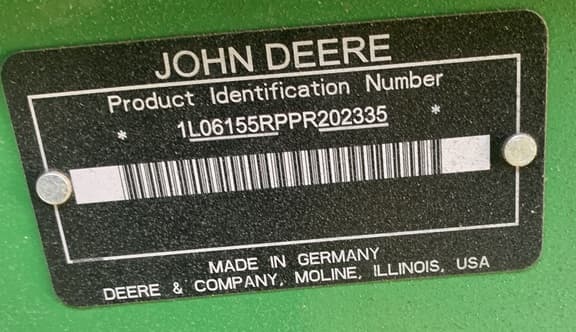 JOHN DEERE
Product Identification Number
* 1L06155RPPR202335 *
MADE IN GERMANY
DEERE & COMPANY, MOLINE, ILLINOIS, USA